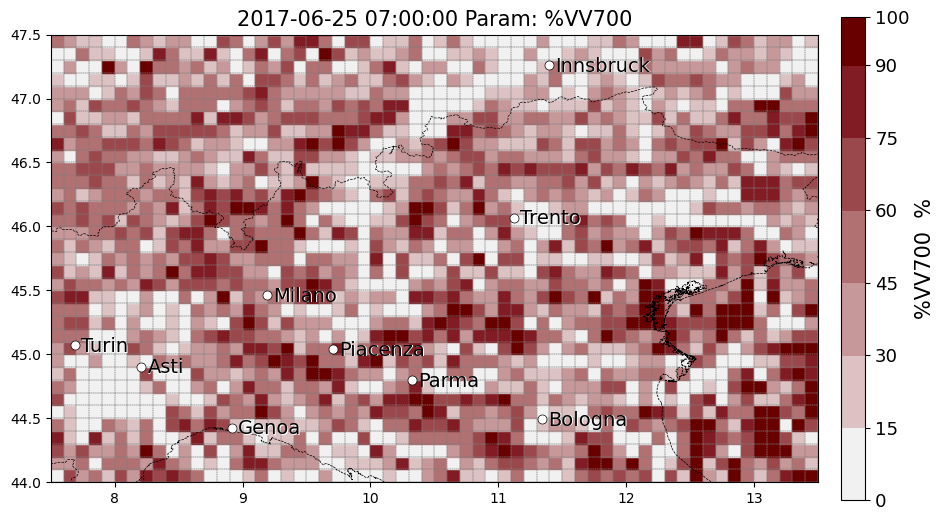 2017-06-25 07:00:00 Param: %VV700
47.5
47.0
46.5
46.0
45.5
45.0
44.5
44.0
8
9
10
11
12
13
Innsbruck
Trento
Milano
Turin
Piacenza
Asti
Parma
Bologna
Genoa
100
90
75
60
45
30
15
0
%VV700 %